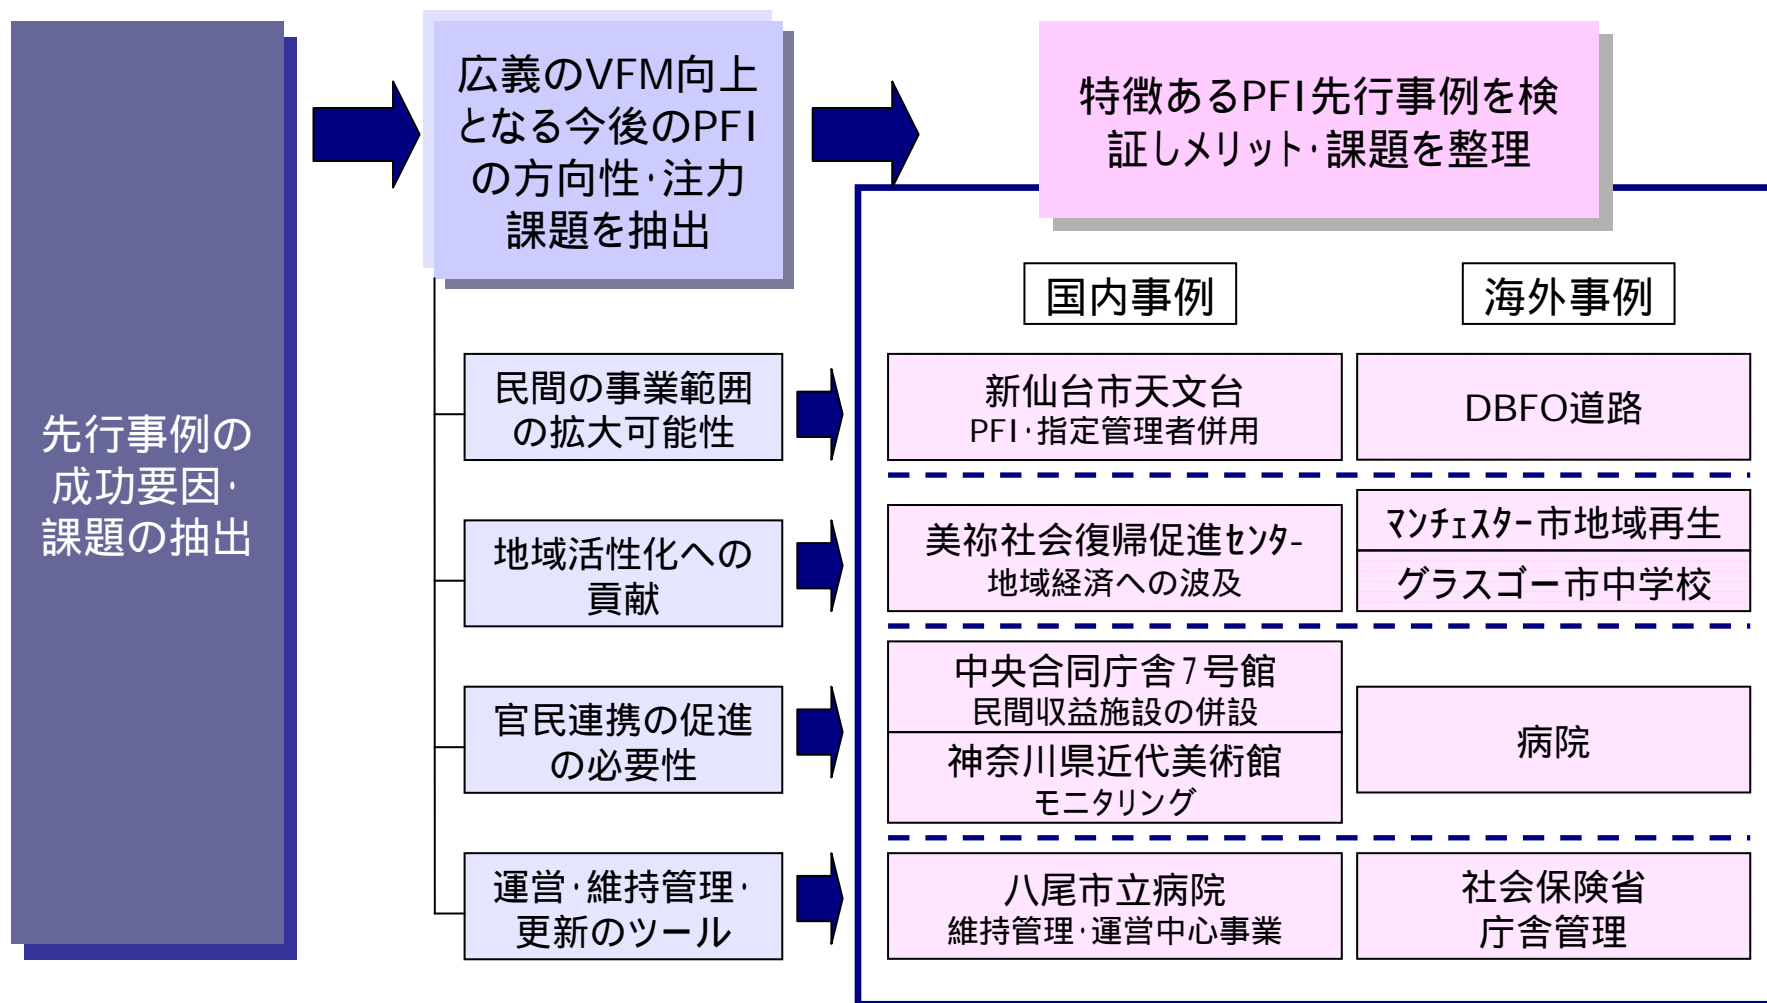 先行事例の
成功要因・
課題の抽出
広義のVFM向上
となる今後のPFI
の方向性・注力
課題を抽出
特徴あるPFI先行事例を検
証しメリット・課題を整理
国内事例
海外事例
民間の事業範囲
の拡大可能性
新仙台市天文台
PFI・指定管理者併用
DBFO道路
地域活性化への
貢献
美祢社会復帰促進ｾﾝﾀｰ
地域経済への波及
ﾏﾝﾁｪｽﾀｰ市地域再生
グラスゴー市中学校
官民連携の促進
の必要性
中央合同庁舎7号館
民間収益施設の併設
神奈川県近代美術館
モニタリング
病院
運営・維持管理・
更新のツール
八尾市立病院
維持管理・運営中心事業
社会保険省
庁舎管理